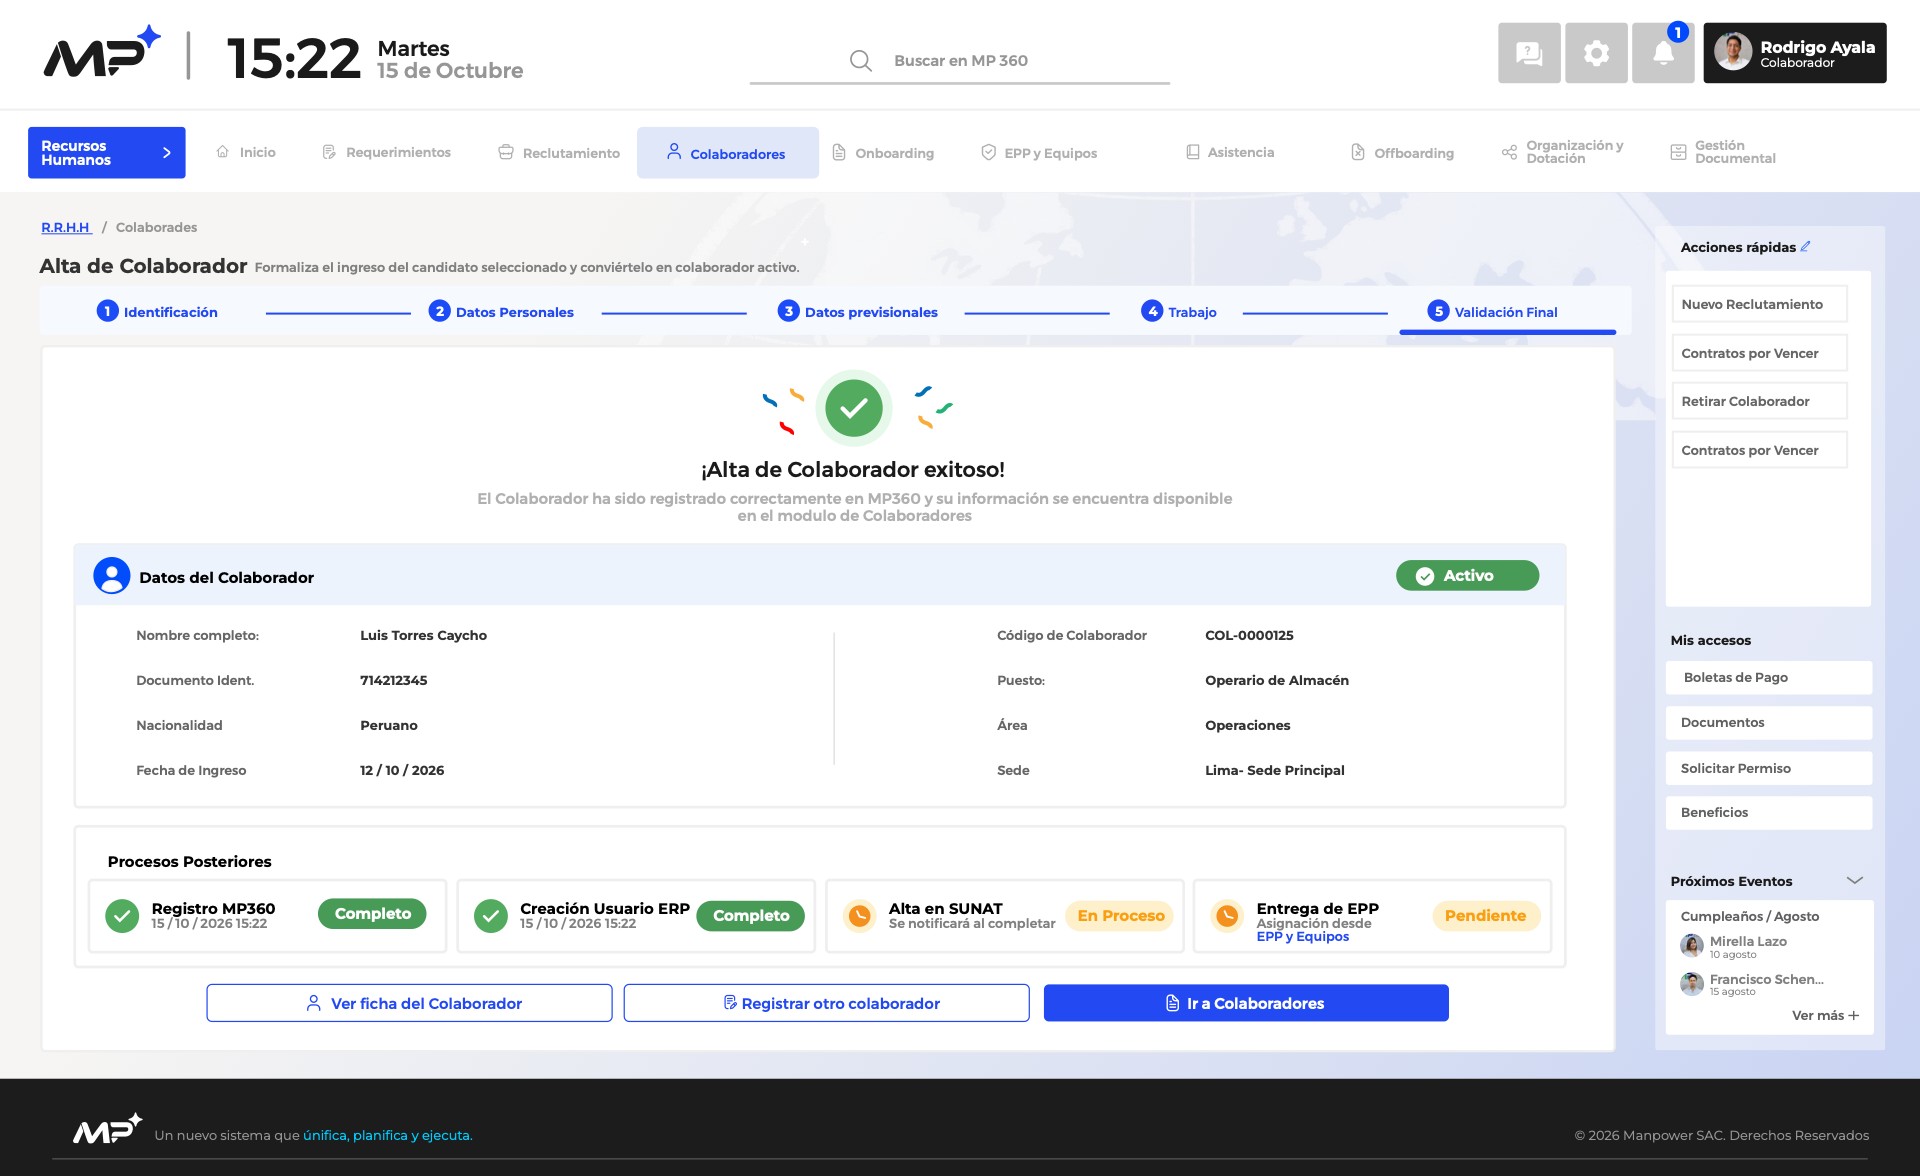 MP
15:22
Martes
15 de Octubre
Buscar en MP 360
1
Rodrigo Ayala
Colaborador
Recursos
Humanos
Inicio
Requerimientos
Reclutamiento
Colaboradores
Onboarding
EPP y Equipos
Asistencia
Offboarding
Organización y
Dotación
Gestión
Documental
R.R.H.H / Colaborades
Alta de Colaborador Formaliza el ingreso del candidato seleccionado y conviértelo en colaborador activo.
1 Identificación
2 Datos Personales
3 Datos previsionales
4 Trabajo
5 Validación Final
¡Alta de Colaborador exitoso!
El Colaborador ha sido registrado correctamente en MP360 y su información se encuentra disponible
en el modulo de Colaboradores
Datos del Colaborador
Activo
Nombre completo: Luis Torres Caycho
Código de Colaborador COL-0000125
Documento Ident. 714212345
Puesto: Operario de Almacén
Nacionalidad Peruano
Área Operaciones
Fecha de Ingreso 12 / 10 / 2026
Sede Lima- Sede Principal
Procesos Posteriores
Registro MP360
15 / 10 / 2026 15:22
Completo
Creación Usuario ERP
15 / 10 / 2026 15:22
Completo
Alta en SUNAT
Se notificará al completar
En Proceso
Entrega de EPP
Asignación desde
EPP y Equipos
Pendiente
Ver ficha del Colaborador
Registrar otro colaborador
Ir a Colaboradores
Acciones rápidas
Nuevo Reclutamiento
Contratos por Vencer
Retirar Colaborador
Contratos por Vencer
Mis accesos
Boletas de Pago
Documentos
Solicitar Permiso
Beneficios
Próximos Eventos
Cumpleaños / Agosto
Mirella Lazo
10 agosto
Francisco Schen...
15 agosto
Ver más +
MP
Un nuevo sistema que únifica, planifica y ejecuta.
© 2026 Manpower SAC. Derechos Reservados